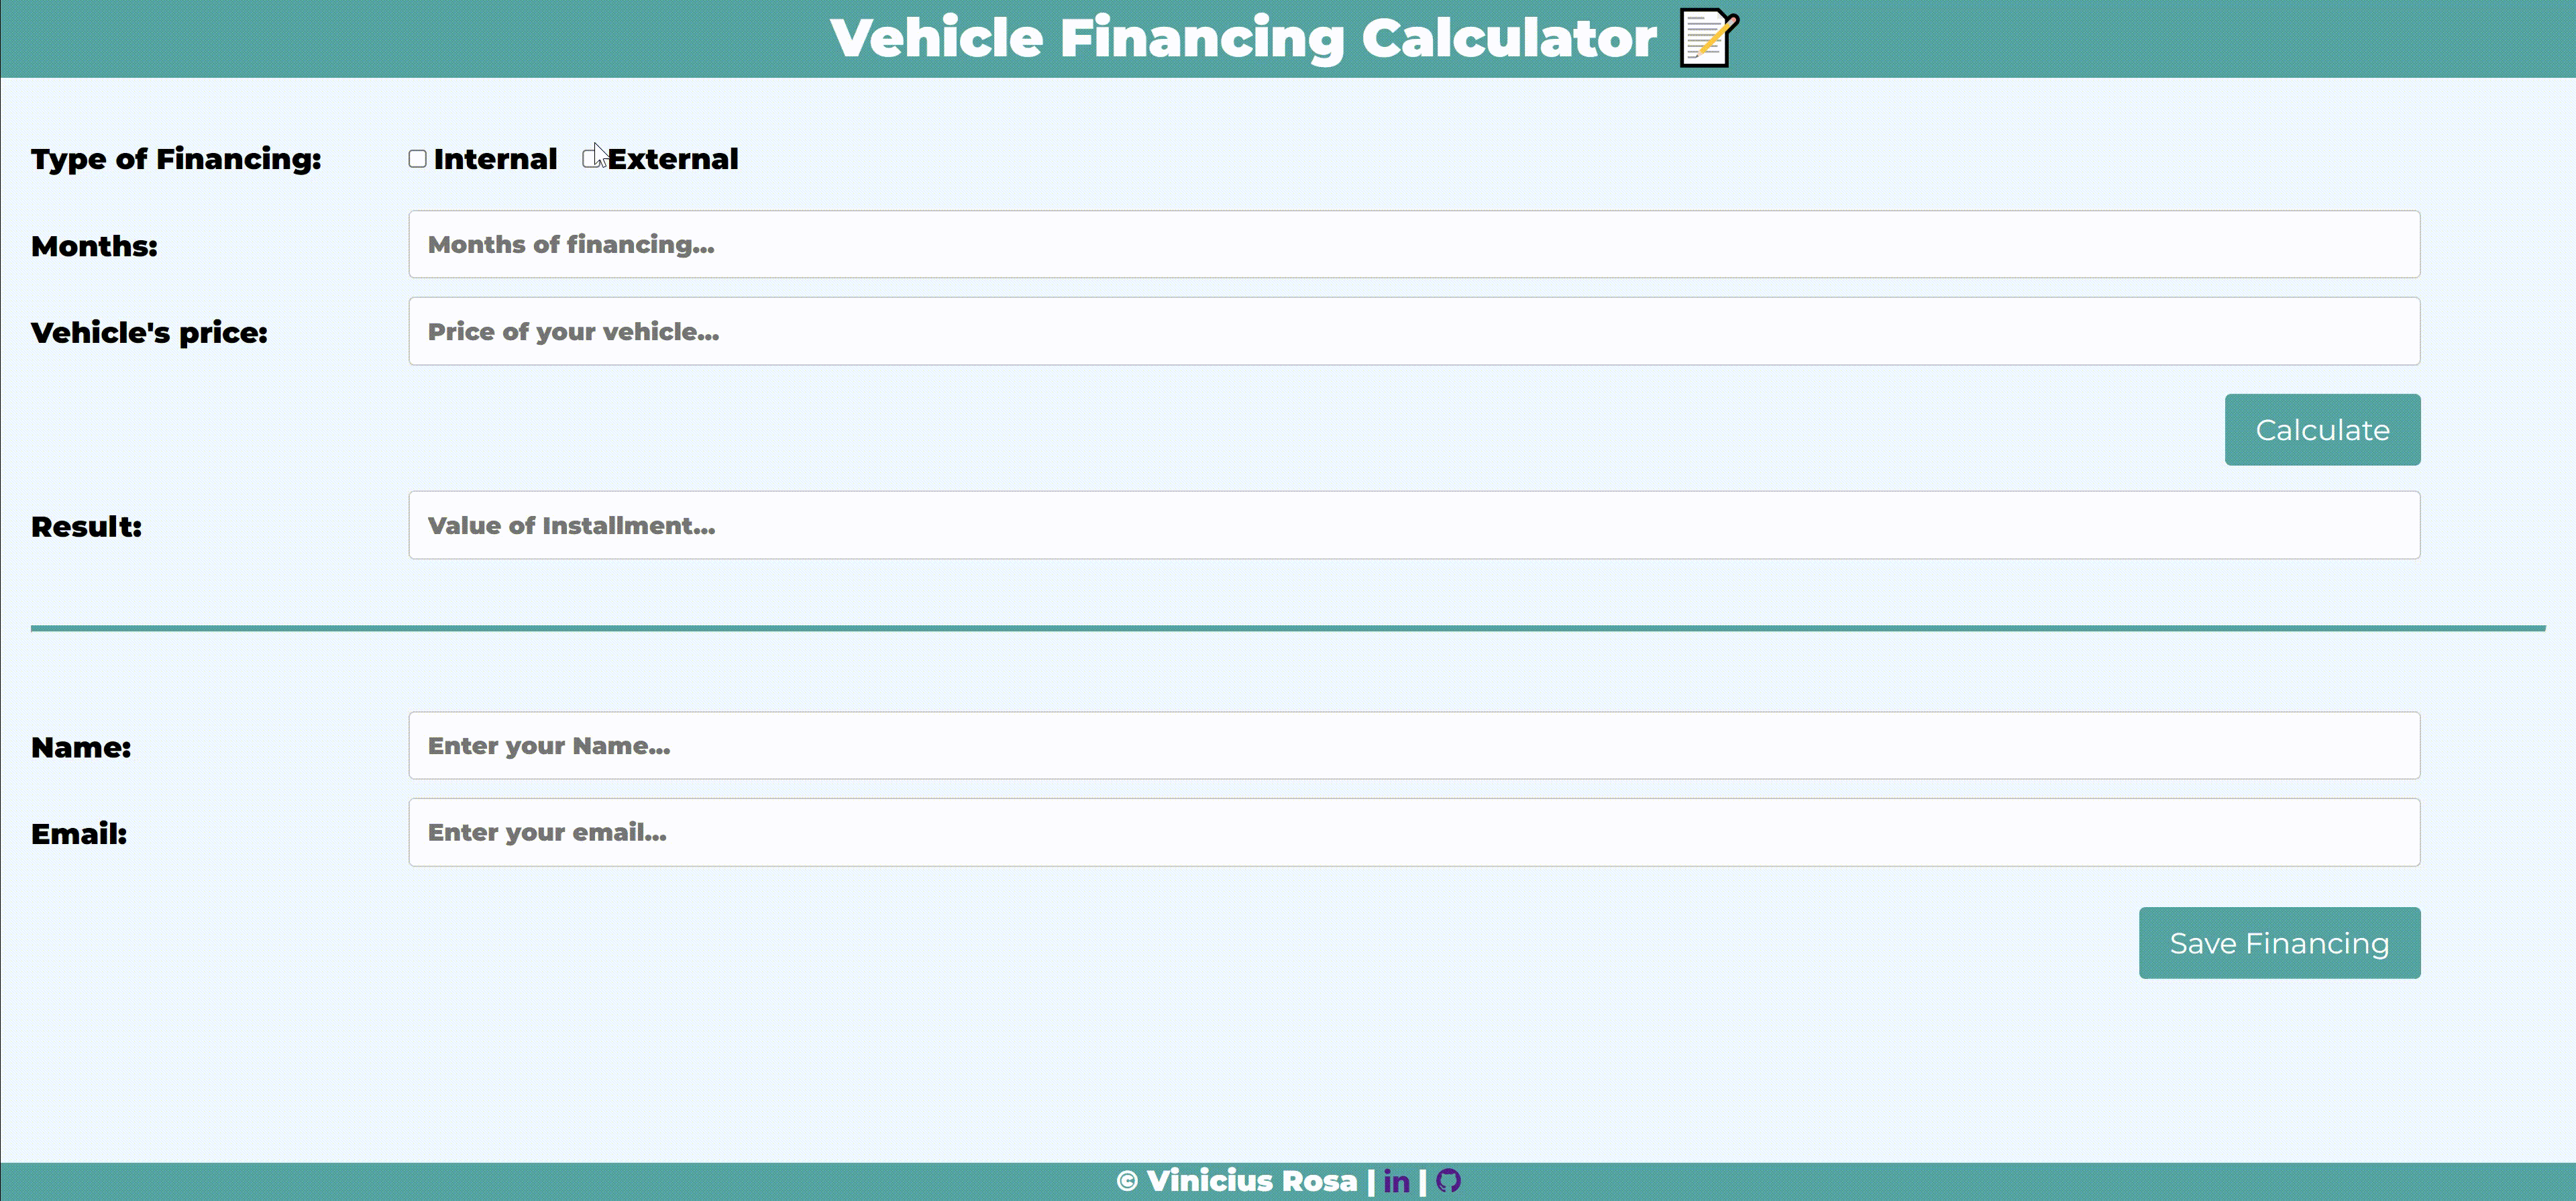 Vehicle Financing Calculator
Type of Financing: Internal External
Months: Months of financing...
Vehicle's price: Price of your vehicle...
Calculate
Result: Value of Installment...
Name: Enter your Name...
Email: Enter your email...
Save Financing
© Vinicius Rosa | in |